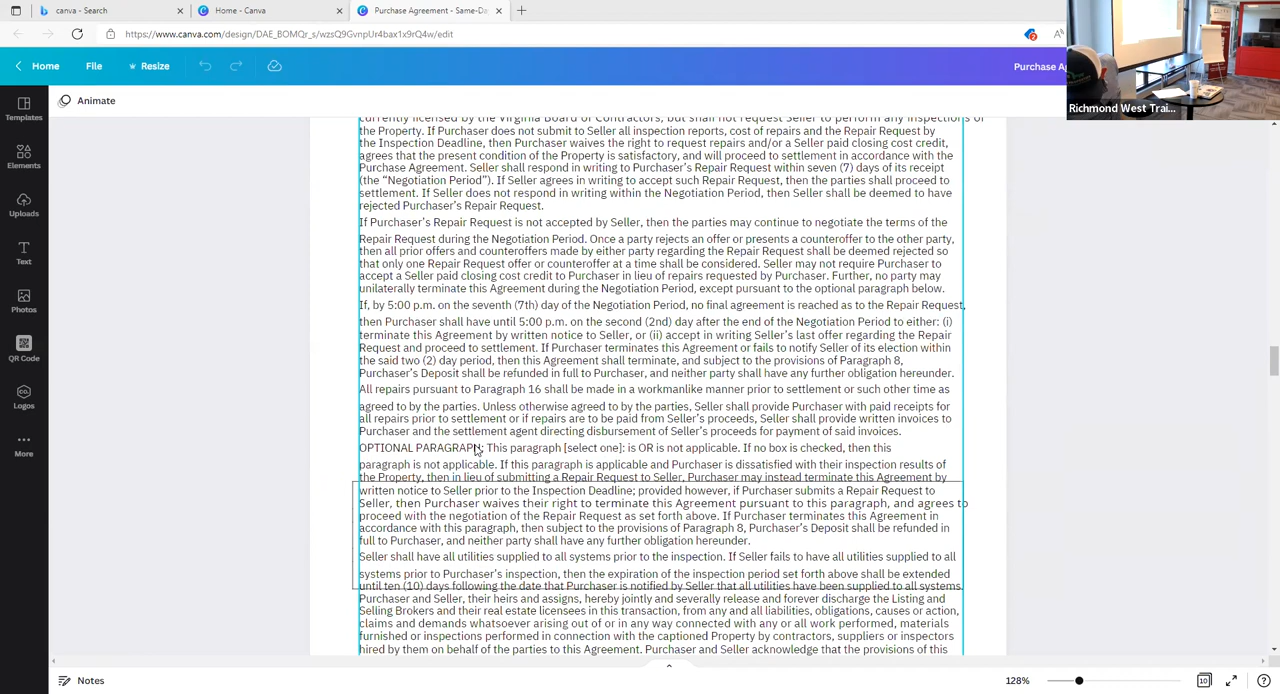 canva - Search
Home - Canva
Purchase Agreement - Same-Da
https://www.canva.com/design/DAE_BOMQr_s/wzsQ9GvnpUr4bax1x9rQ4w/edit
2
Home File Resize
Purchase Ag
Richmond West Trai...
Templates
Elements
Uploads
Text
Photos
QR Code
CO.
Logos
More
Animate
currently licensed by the Virginia Board of Contractors, but shall not request Seller to perform any inspections of
the Property. If Purchaser does not submit to Seller all inspection reports, cost of repairs and the Repair Request by
the Inspection Deadline, then Purchaser waives the right to request repairs and/or a Seller paid closing cost credit,
agrees that the present condition of the Property is satisfactory, and will proceed to settlement in accordance with the
Purchase Agreement. Seller shall respond in writing to Purchaser's Repair Request within seven (7) days of its receipt
(the “Negotiation Period”). If Seller agrees in writing to accept such Repair Request, then the parties shall proceed to
settlement. If Seller does not respond in writing within the Negotiation Period, then Seller shall be deemed to have
rejected Purchaser's Repair Request.
If Purchaser's Repair Request is not accepted by Seller, then the parties may continue to negotiate the terms of the
Repair Request during the Negotiation Period. Once a party rejects an offer or presents a counteroffer to the other party,
then all prior offers and counteroffers made by either party regarding the Repair Request shall be deemed rejected so
that only one Repair Request offer or counteroffer at a time shall be considered. Seller may not require Purchaser to
accept a Seller paid closing cost credit to Purchaser in lieu of repairs requested by Purchaser. Further, no party may
unilaterally terminate this Agreement during the Negotiation Period, except pursuant to the optional paragraph below.
If, by 5:00 p.m. on the seventh (7th) day of the Negotiation Period, no final agreement is reached as to the Repair Request,
then Purchaser shall have until 5:00 p.m. on the second (2nd) day after the end of the Negotiation Period to either: (i)
terminate this Agreement by written notice to Seller, or (ii) accept in writing Seller's last offer regarding the Repair
Request and proceed to settlement. If Purchaser terminates this Agreement or fails to notify Seller of its election within
the said two (2) day period, then this Agreement shall terminate, and subject to the provisions of Paragraph 8,
Purchaser's Deposit shall be refunded in full to Purchaser, and neither party shall have any further obligation hereunder.
All repairs pursuant to Paragraph 16 shall be made in a workmanlike manner prior to settlement or such other time as
agreed to by the parties. Unless otherwise agreed to by the parties, Seller shall provide Purchaser with paid receipts for
all repairs prior to settlement or if repairs are to be paid from Seller's proceeds, Seller shall provide written invoices to
Purchaser and the settlement agent directing disbursement of Seller's proceeds for payment of said invoices.
OPTIONAL PARAGRAPH: This paragraph [select one]: is OR is not applicable. If no box is checked, then this
paragraph is not applicable. If this paragraph is applicable and Purchaser is dissatisfied with their inspection results of
the Property, then in lieu of submitting a Repair Request to Seller, Purchaser may instead terminate this Agreement by
written notice to Seller prior to the Inspection Deadline; provided however, if Purchaser submits a Repair Request to
Seller, then Purchaser waives their right to terminate this Agreement pursuant to this paragraph, and agrees to
proceed with the negotiation of the Repair Request as set forth above. If Purchaser terminates this Agreement in
accordance with this paragraph, then subject to the provisions of Paragraph 8, Purchaser's Deposit shall be refunded in
full to Purchaser, and neither party shall have any further obligation hereunder.
Seller shall have all utilities supplied to all systems prior to the inspection. If Seller fails to have all utilities supplied to all
systems prior to Purchaser's inspection, then the expiration of the inspection period set forth above shall be extended
until ten (10) days following the date that Purchaser is notified by Seller that all utilities have been supplied to all systems.
Purchaser and Seller, their heirs and assigns, hereby jointly and severally release and forever discharge the Listing and
Selling Brokers and their real estate licensees in this transaction, from any and all liabilities, obligations, causes or action,
claims and demands whatsoever arising out of or in any way connected with any or all work performed, materials
furnished or inspections performed in connection with the captioned Property by contractors, suppliers or inspectors
hired by them on behalf of the parties to this Agreement. Purchaser and Seller acknowledge that the provisions of this
Notes
128%
10